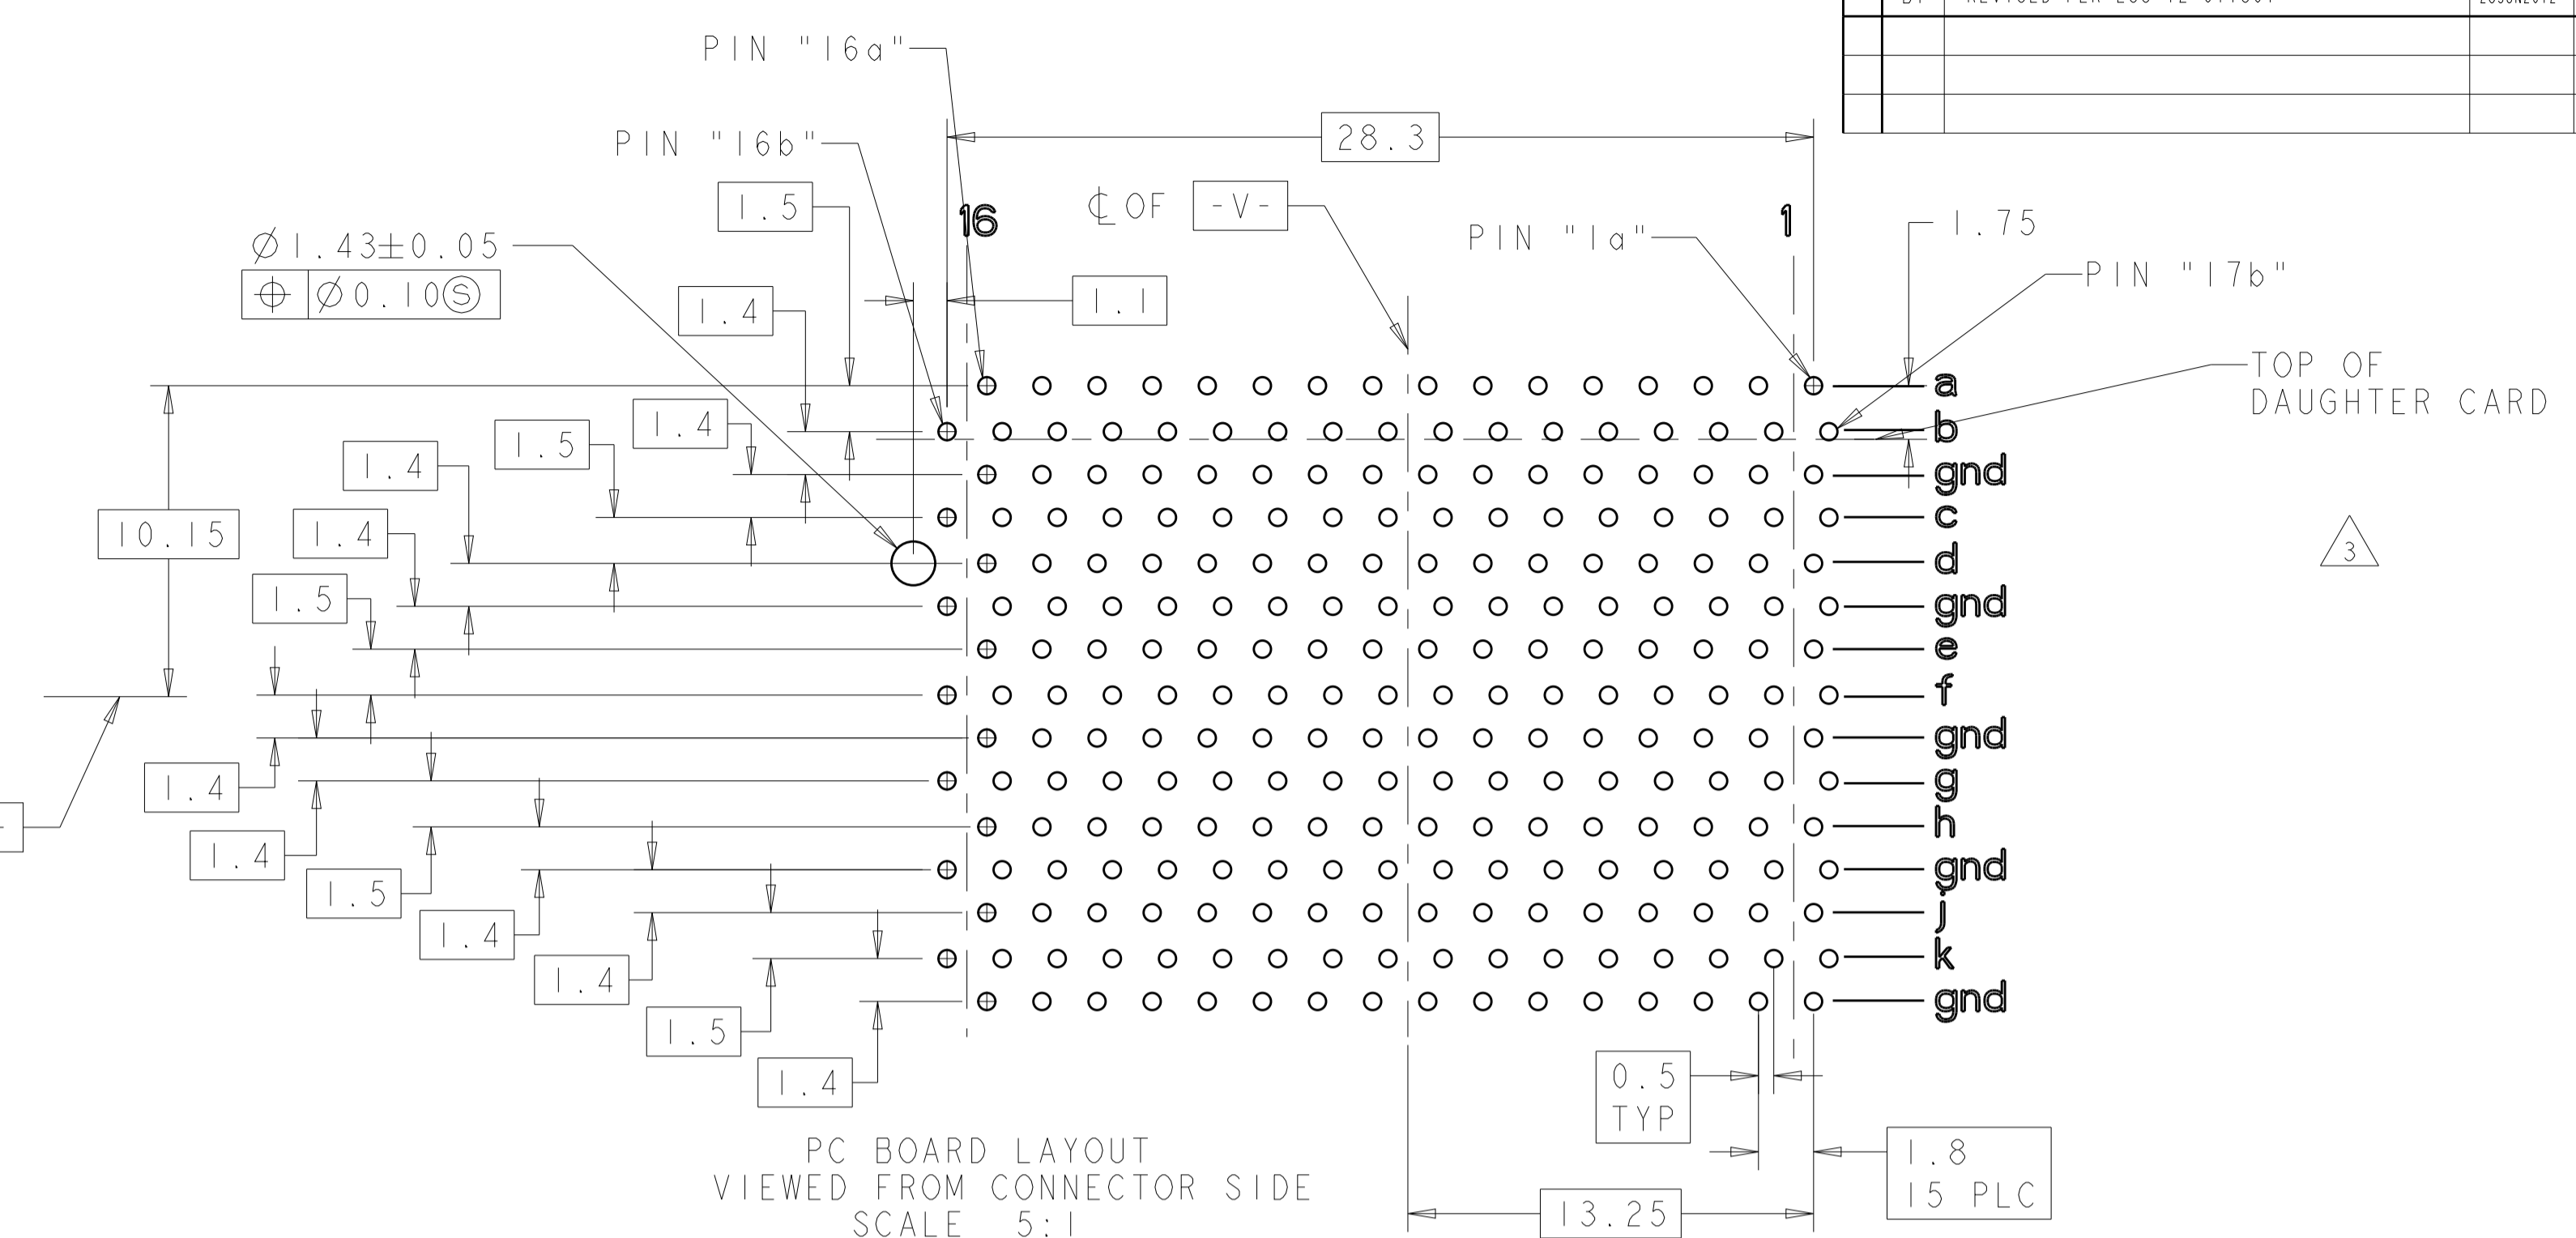 PIN "16a"
28.3
PIN "16b"
1.5
16
℄ OF -V-
1
PIN "1a"
1.75
Ø1.43±0.05
⌖ Ø0.10Ⓢ
PIN "17b"
1.4
1.1
TOP OF
DAUGHTER CARD
a
1.4
b
1.5
1.4
gnd
10.15
1.4
c
3
d
1.5
gnd
e
f
gnd
1.4
g
1.4
h
1.5
gnd
1.4
j
1.4
k
1.5
gnd
1.4
0.5
TYP
1.8
15 PLC
13.25
PC BOARD LAYOUT
VIEWED FROM CONNECTOR SIDE
SCALE 5:1